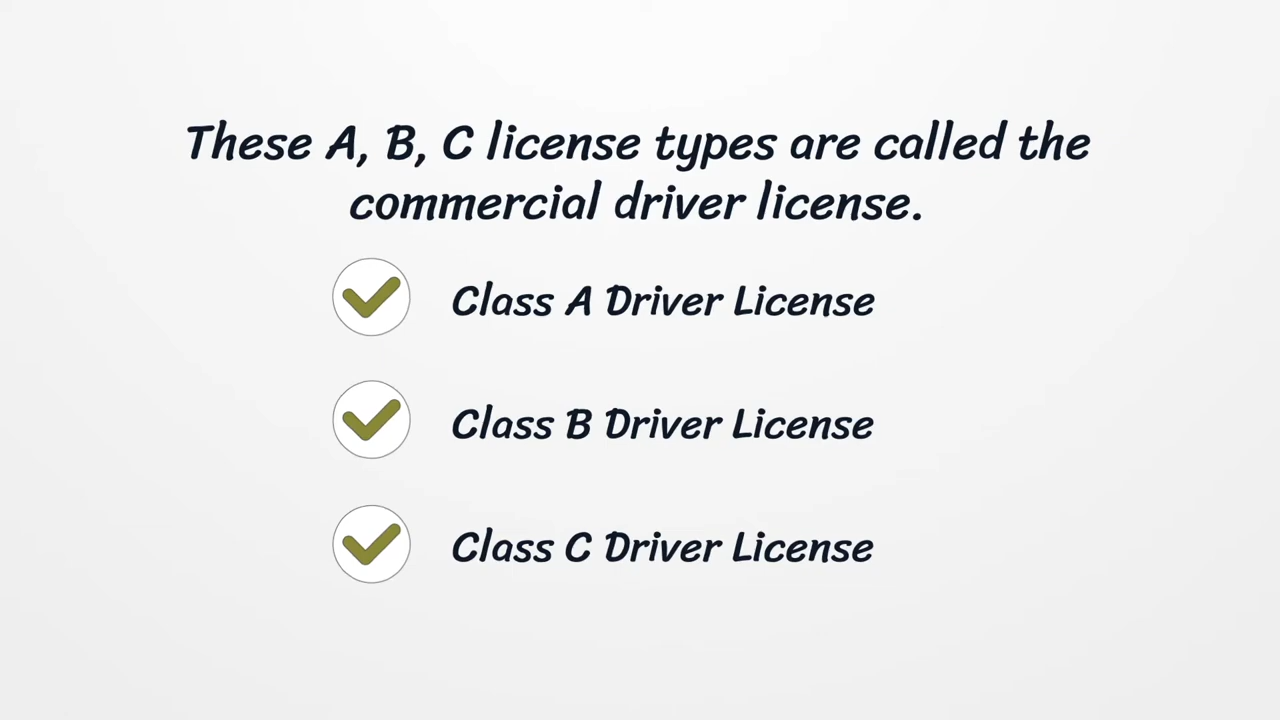 These A, B, C license types are called the
commercial driver license.
Class A Driver License
Class B Driver License
Class C Driver License